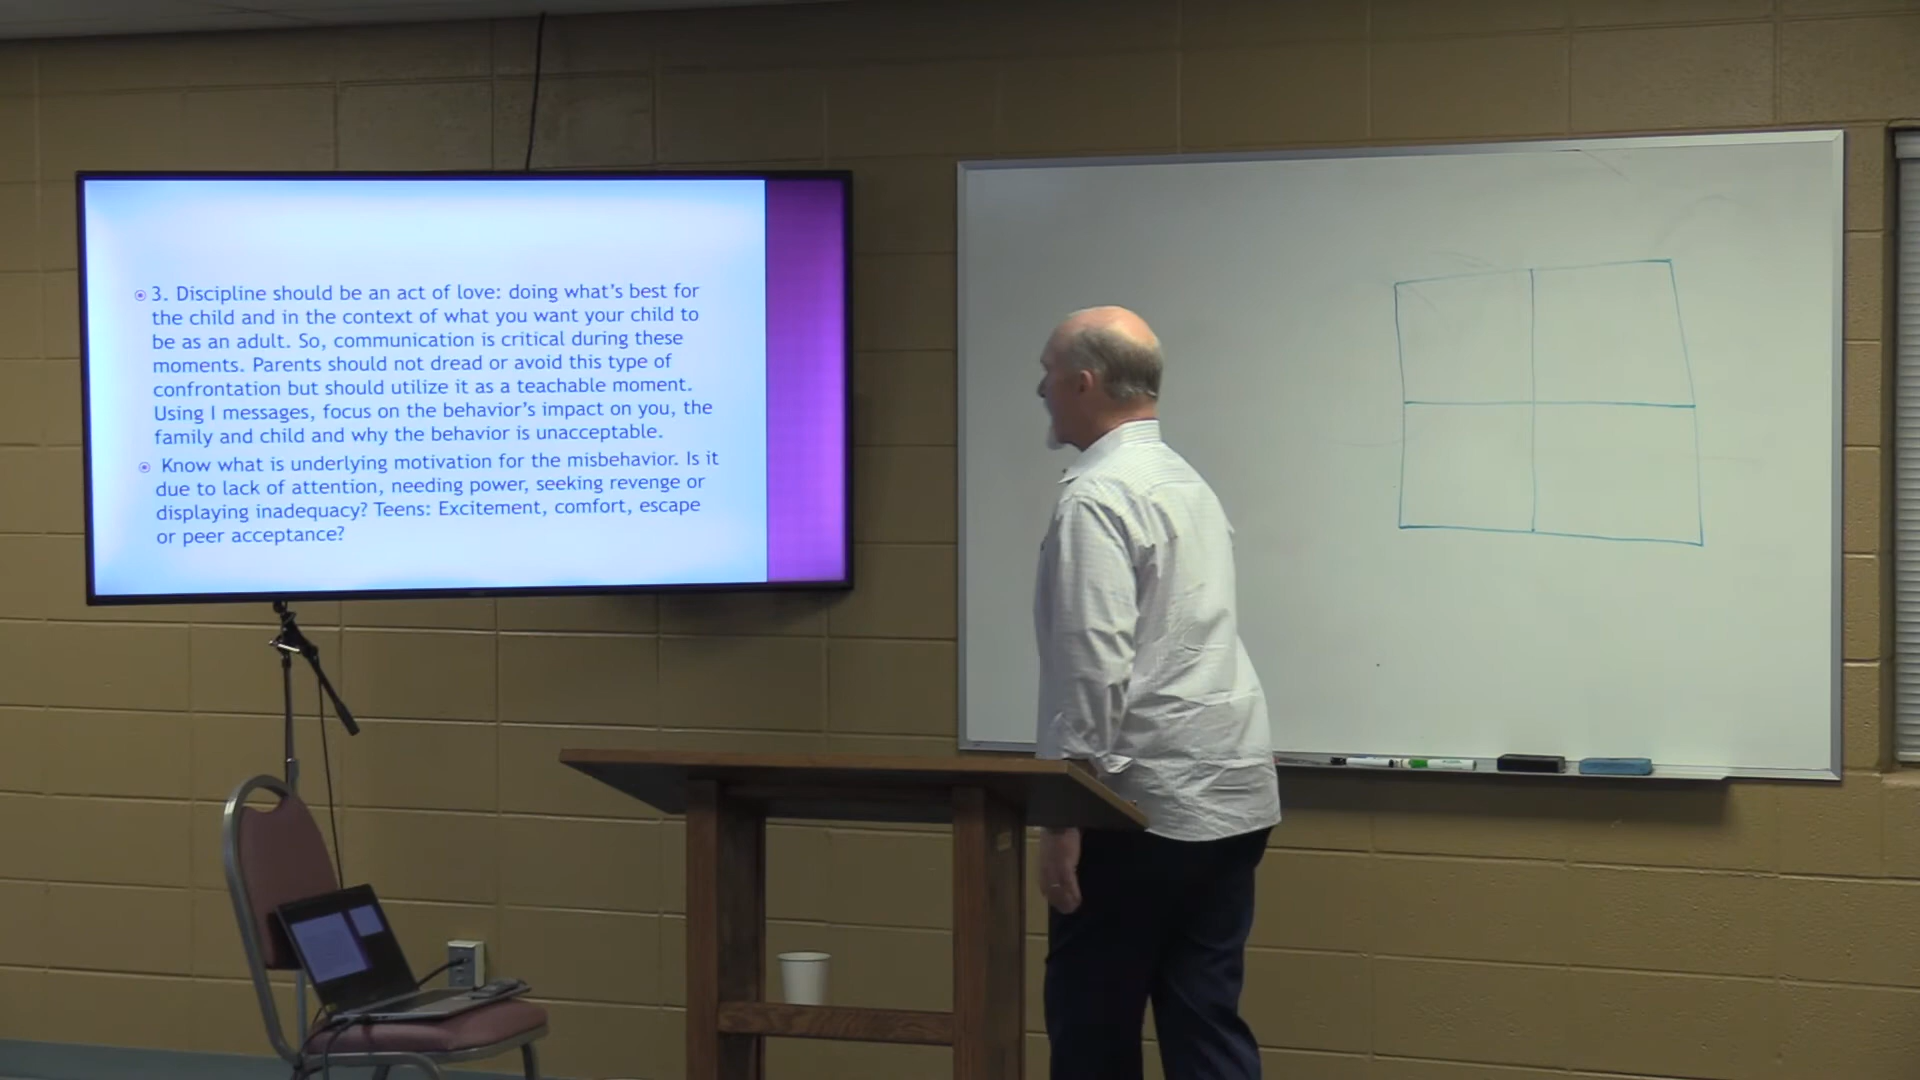 3. Discipline should be an act of love: doing what's best for
the child and in the context of what you want your child to
be as an adult. So, communication is critical during these
moments. Parents should not dread or avoid this type of
confrontation but should utilize it as a teachable moment.
Using I messages, focus on the behavior's impact on you, the
family and child and why the behavior is unacceptable.
Know what is underlying motivation for the misbehavior. Is it
due to lack of attention, needing power, seeking revenge or
displaying inadequacy? Teens: Excitement, comfort, escape
or peer acceptance?